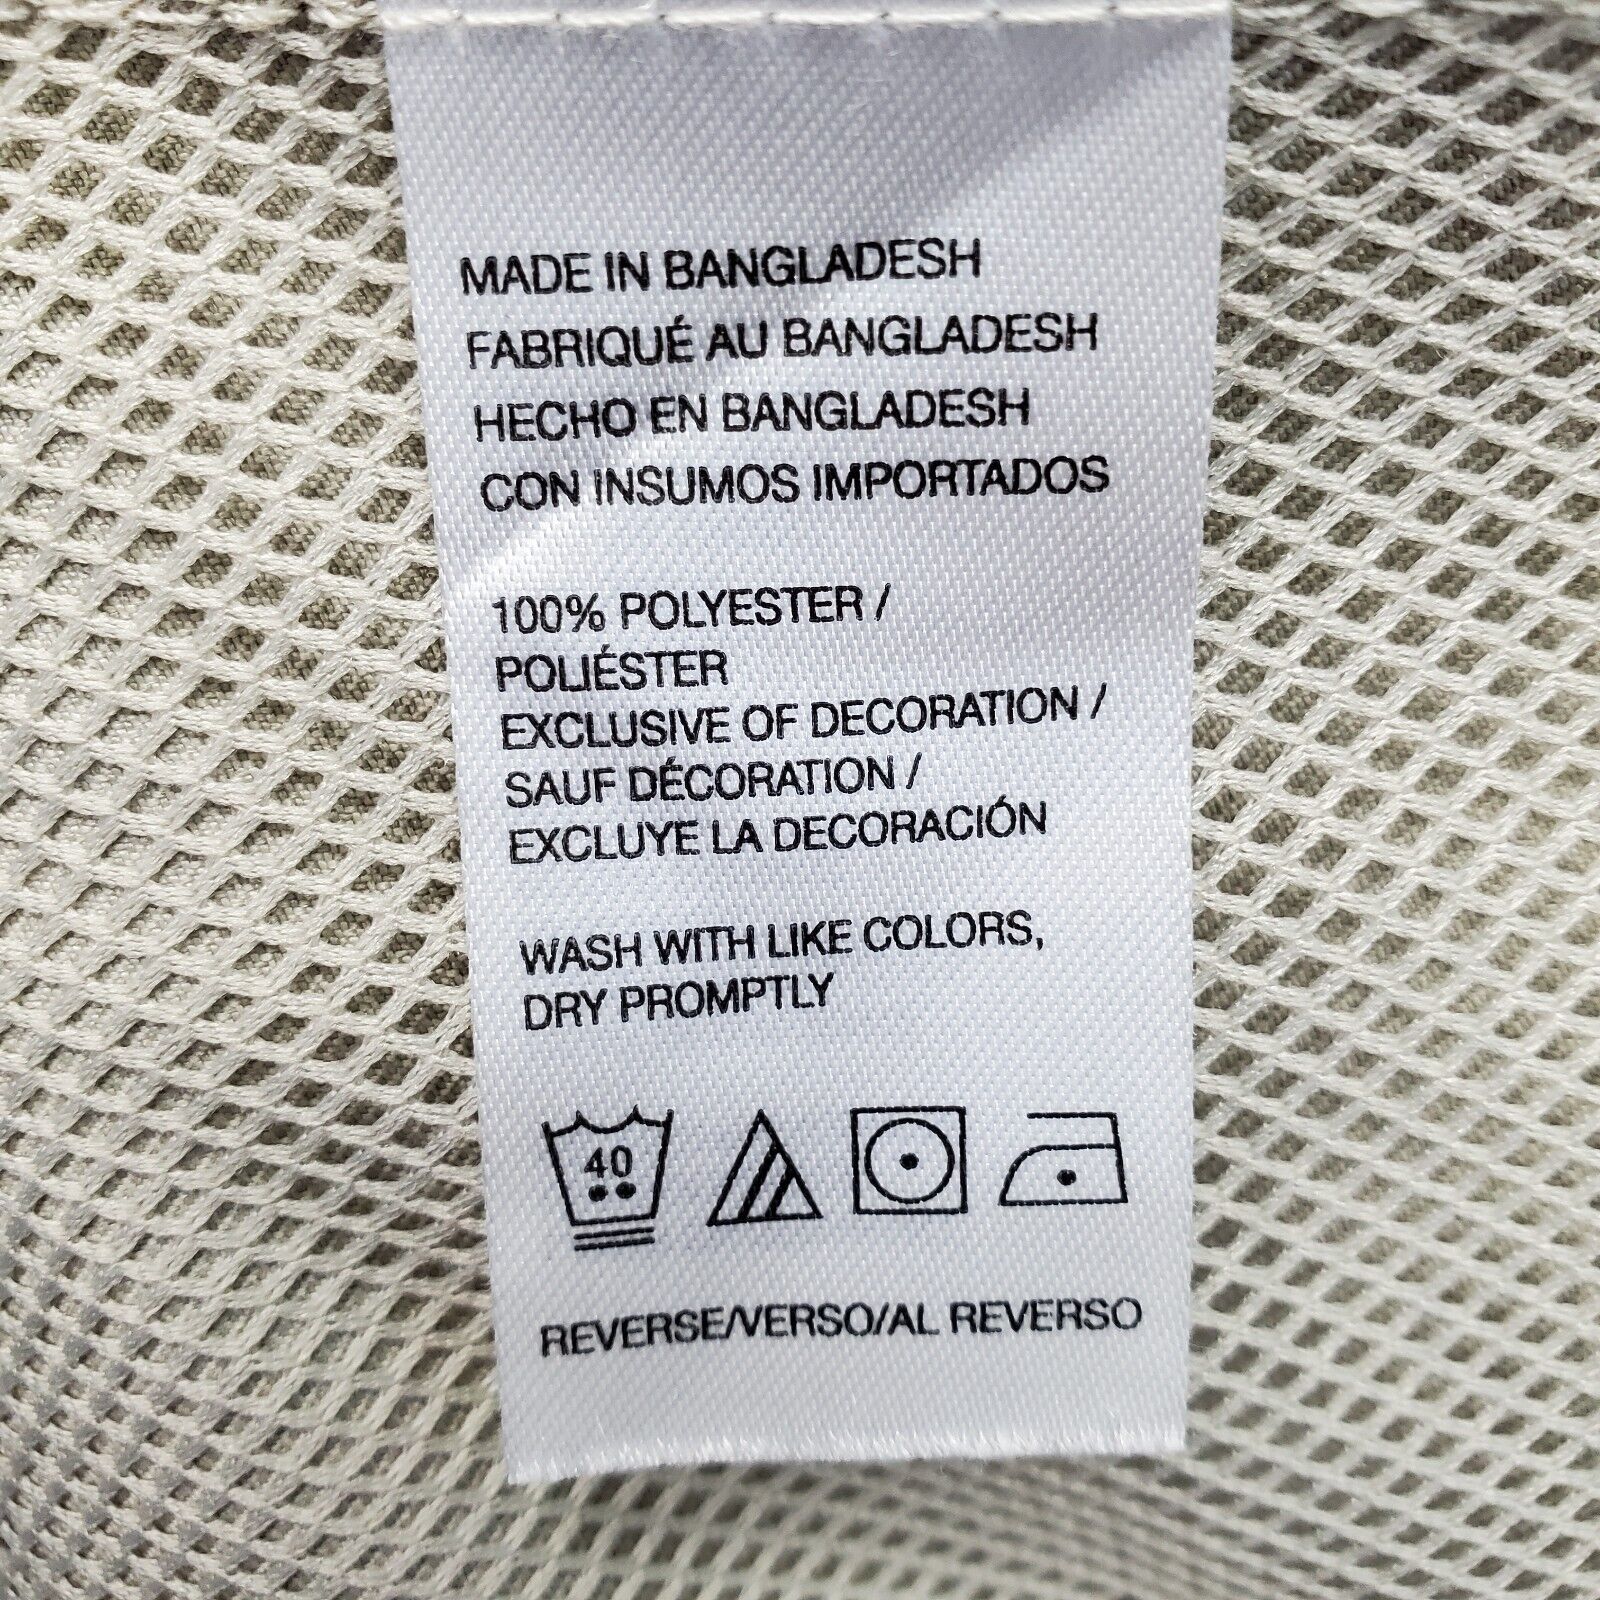 MADE IN BANGLADESH
FABRIQUÉ AU BANGLADESH
HECHO EN BANGLADESH
CON INSUMOS IMPORTADOS
100% POLYESTER /
POLIÉSTER
EXCLUSIVE OF DECORATION /
SAUF DÉCORATION /
EXCLUYE LA DECORACIÓN
WASH WITH LIKE COLORS,
DRY PROMPTLY
40
REVERSE/VERSO/AL REVERSO